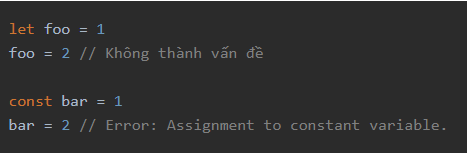 let foo = 1
foo = 2 // Không thành vấn đề
const bar = 1
bar = 2 // Error: Assignment to constant variable.